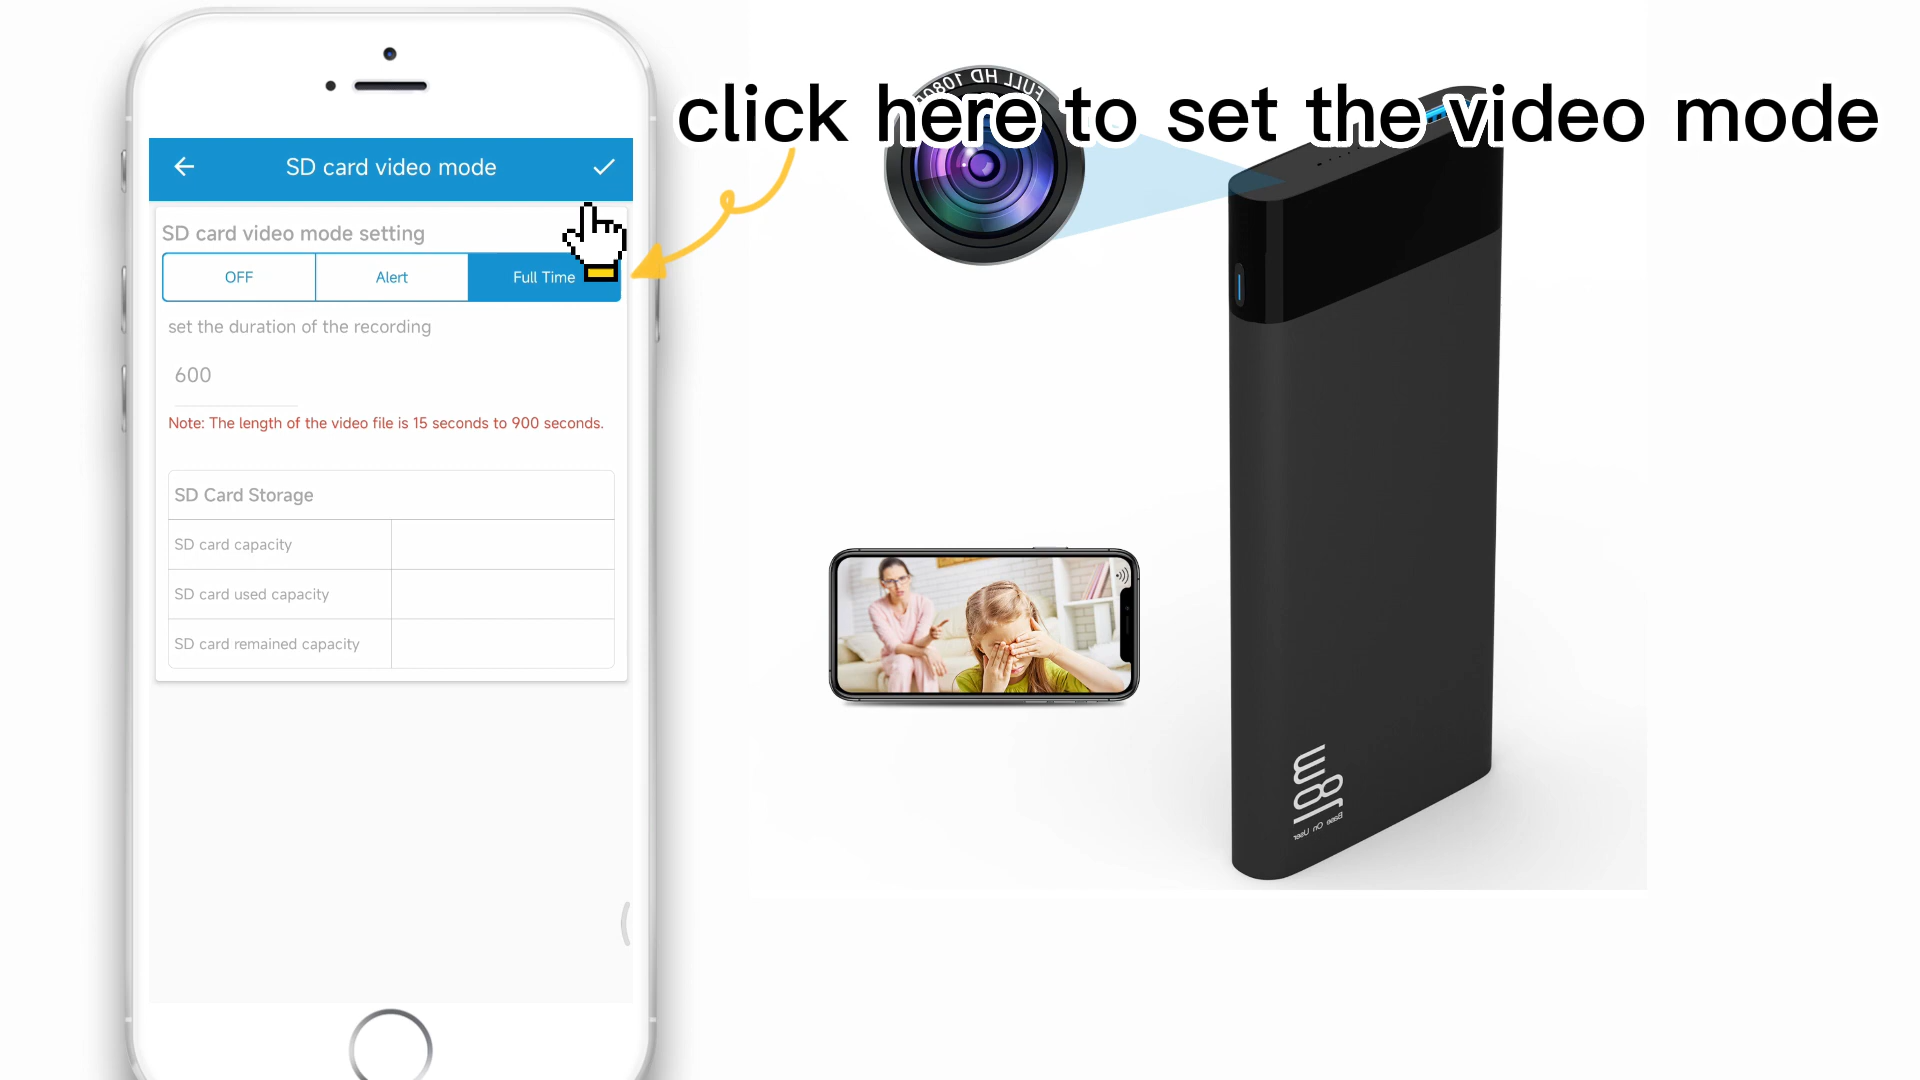 click here to set the video mode
FULL HD 1080P
SD card video mode
SD card video mode setting
OFF
Alert
Full Time
set the duration of the recording
600
Note: The length of the video file is 15 seconds to 900 seconds.
SD Card Storage
SD card capacity
SD card used capacity
SD card remained capacity
Base On User